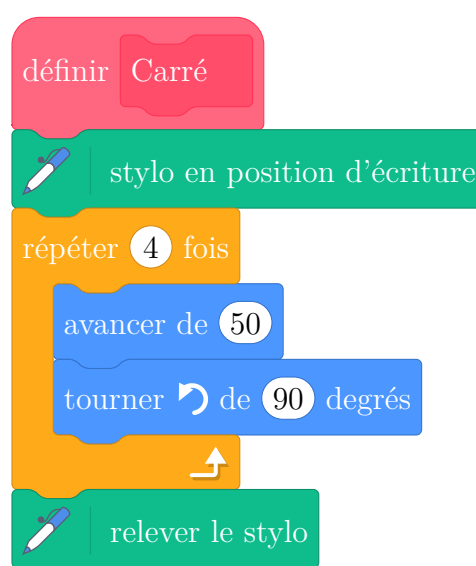 définir Carré
stylo en position d'écriture
répéter 4 fois
avancer de 50
tourner de 90 degrés
relever le stylo